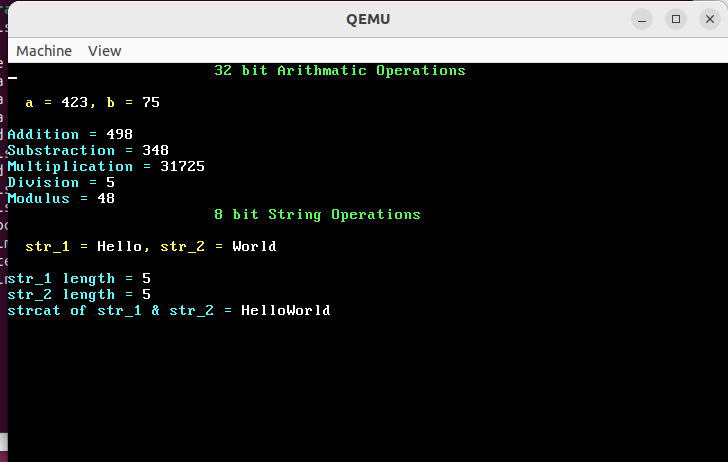 QEMU
Machine View
32 bit Arithmatic Operations
a = 423, b = 75
Addition = 498
Substraction = 348
Multiplication = 31725
Division = 5
Modulus = 48
8 bit String Operations
str_1 = Hello, str_2 = World
str_1 length = 5
str_2 length = 5
strcat of str_1 & str_2 = HelloWorld